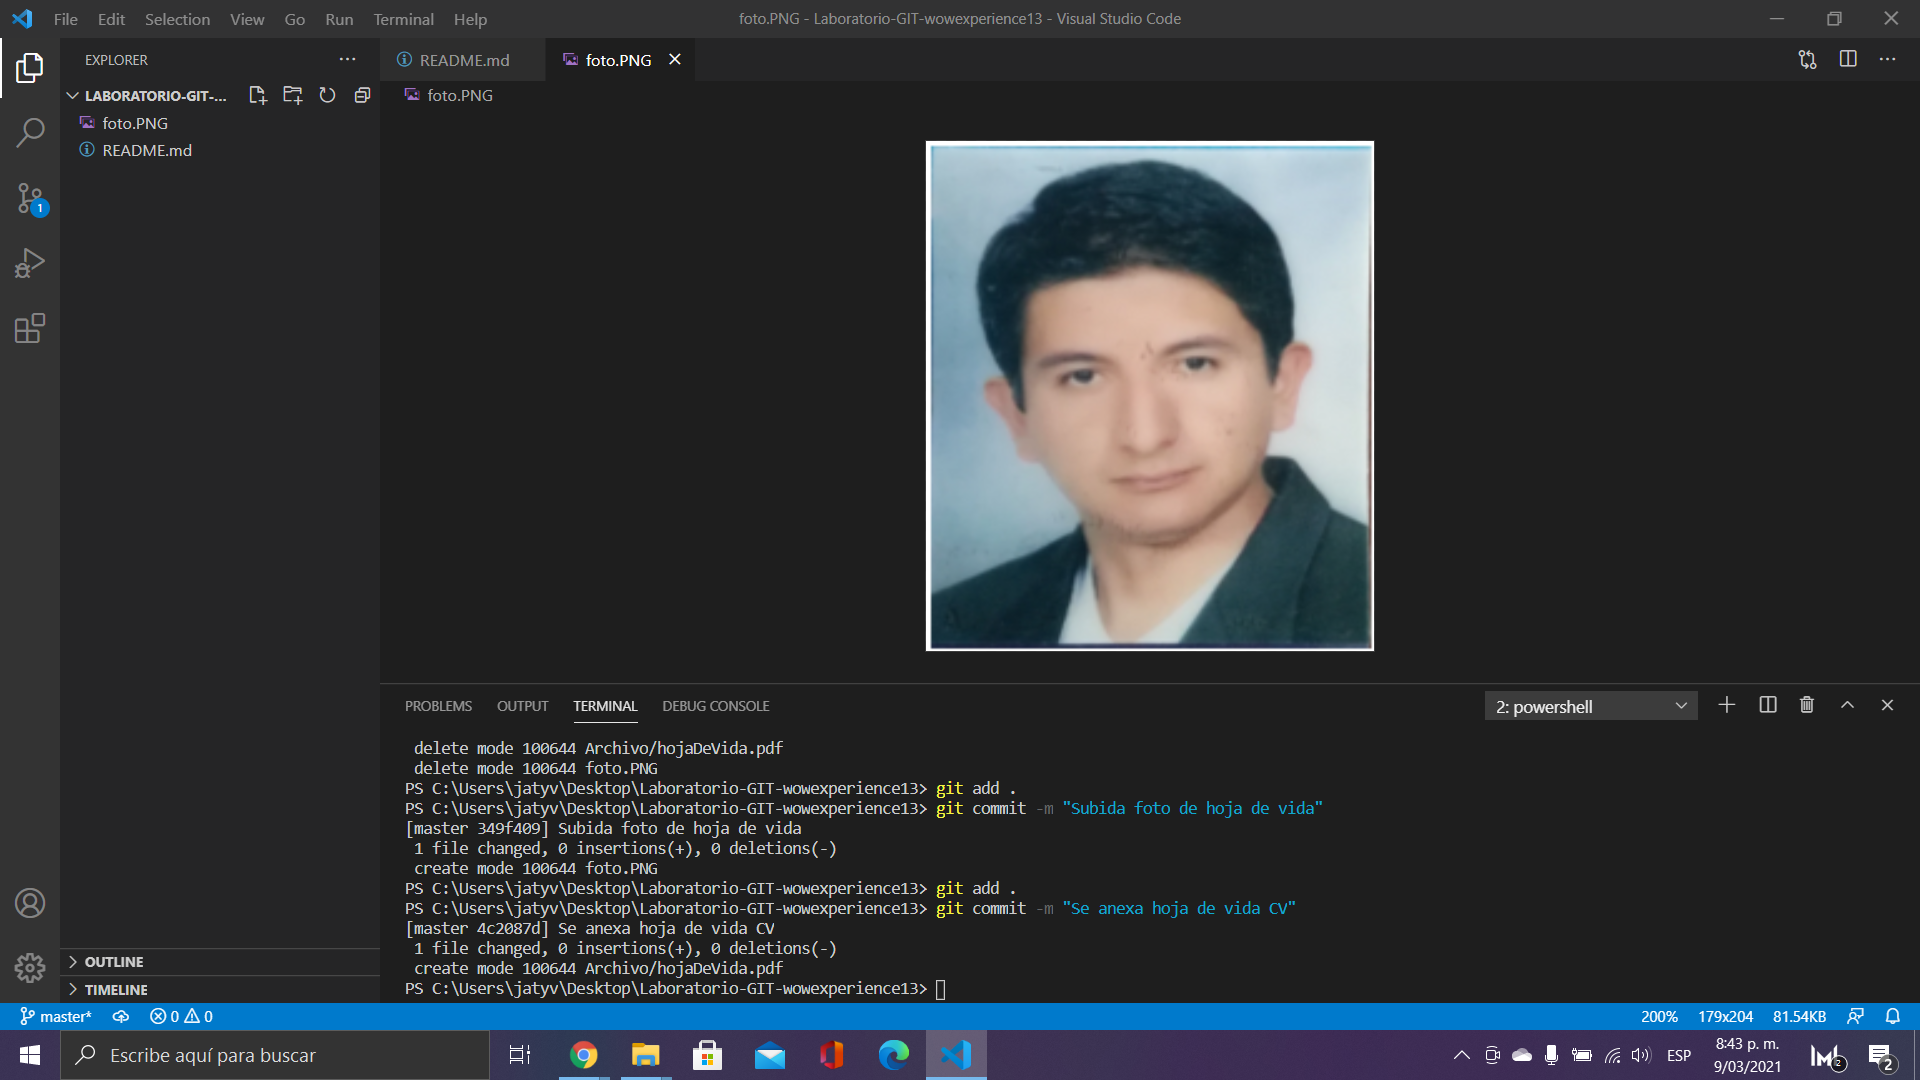 File Edit Selection View Go Run Terminal Help
foto.PNG - Laboratorio-GIT-wowexperience13 - Visual Studio Code
EXPLORER
README.md
foto.PNG
LABORATORIO-GIT-...
foto.PNG
foto.PNG
README.md
1
PROBLEMS OUTPUT TERMINAL DEBUG CONSOLE
2: powershell
delete mode 100644 Archivo/hojaDeVida.pdf
delete mode 100644 foto.PNG
PS C:\Users\jatyv\Desktop\Laboratorio-GIT-wowexperience13> git add .
PS C:\Users\jatyv\Desktop\Laboratorio-GIT-wowexperience13> git commit -m "Subida foto de hoja de vida"
[master 349f409] Subida foto de hoja de vida
1 file changed, 0 insertions(+), 0 deletions(-)
create mode 100644 foto.PNG
PS C:\Users\jatyv\Desktop\Laboratorio-GIT-wowexperience13> git add .
PS C:\Users\jatyv\Desktop\Laboratorio-GIT-wowexperience13> git commit -m "Se anexa hoja de vida CV"
[master 4c2087d] Se anexa hoja de vida CV
1 file changed, 0 insertions(+), 0 deletions(-)
create mode 100644 Archivo/hojaDeVida.pdf
PS C:\Users\jatyv\Desktop\Laboratorio-GIT-wowexperience13>
OUTLINE
TIMELINE
master* 0 0
200% 179x204 81.54KB
Escribe aquí para buscar
ESP
8:43 p. m.
9/03/2021
2
2